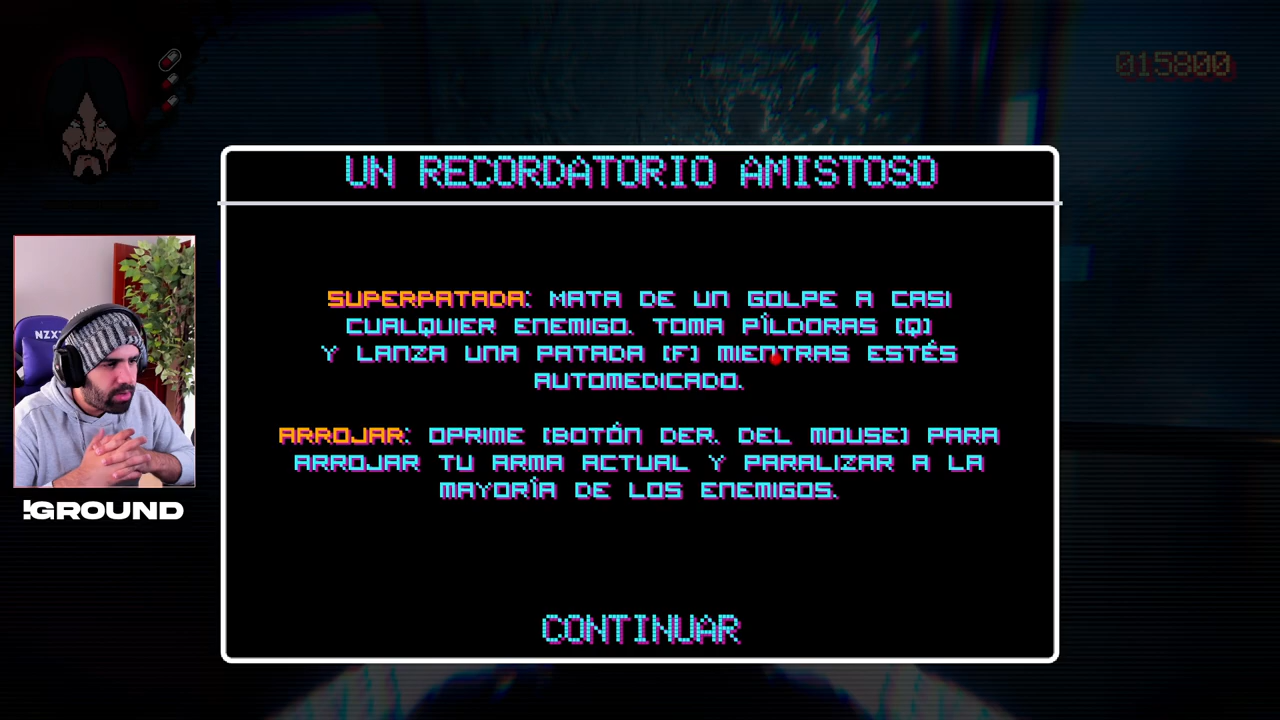 015800
UN RECORDATORIO AMISTOSO
SUPERPATADA: MATA DE UN GOLPE A CASI
CUALQUIER ENEMIGO. TOMA PÍLDORAS [Q]
Y LANZA UNA PATADA [F] MIENTRAS ESTÉS
AUTOMEDICADO.
ARROJAR: OPRIME [BOTÓN DER. DEL MOUSE] PARA
ARROJAR TU ARMA ACTUAL Y PARALIZAR A LA
MAYORÍA DE LOS ENEMIGOS.
NZXT
!GROUND
CONTINUAR